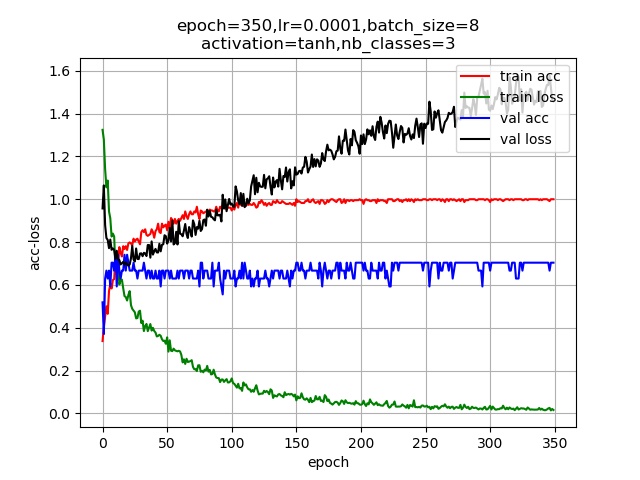 epoch=350,lr=0.0001,batch_size=8
activation=tanh,nb_classes=3
1.6
1.4
1.2
1.0
0.8
0.6
0.4
0.2
0.0
acc-loss
train acc
train loss
val acc
val loss
0
50
100
150
200
250
300
350
epoch